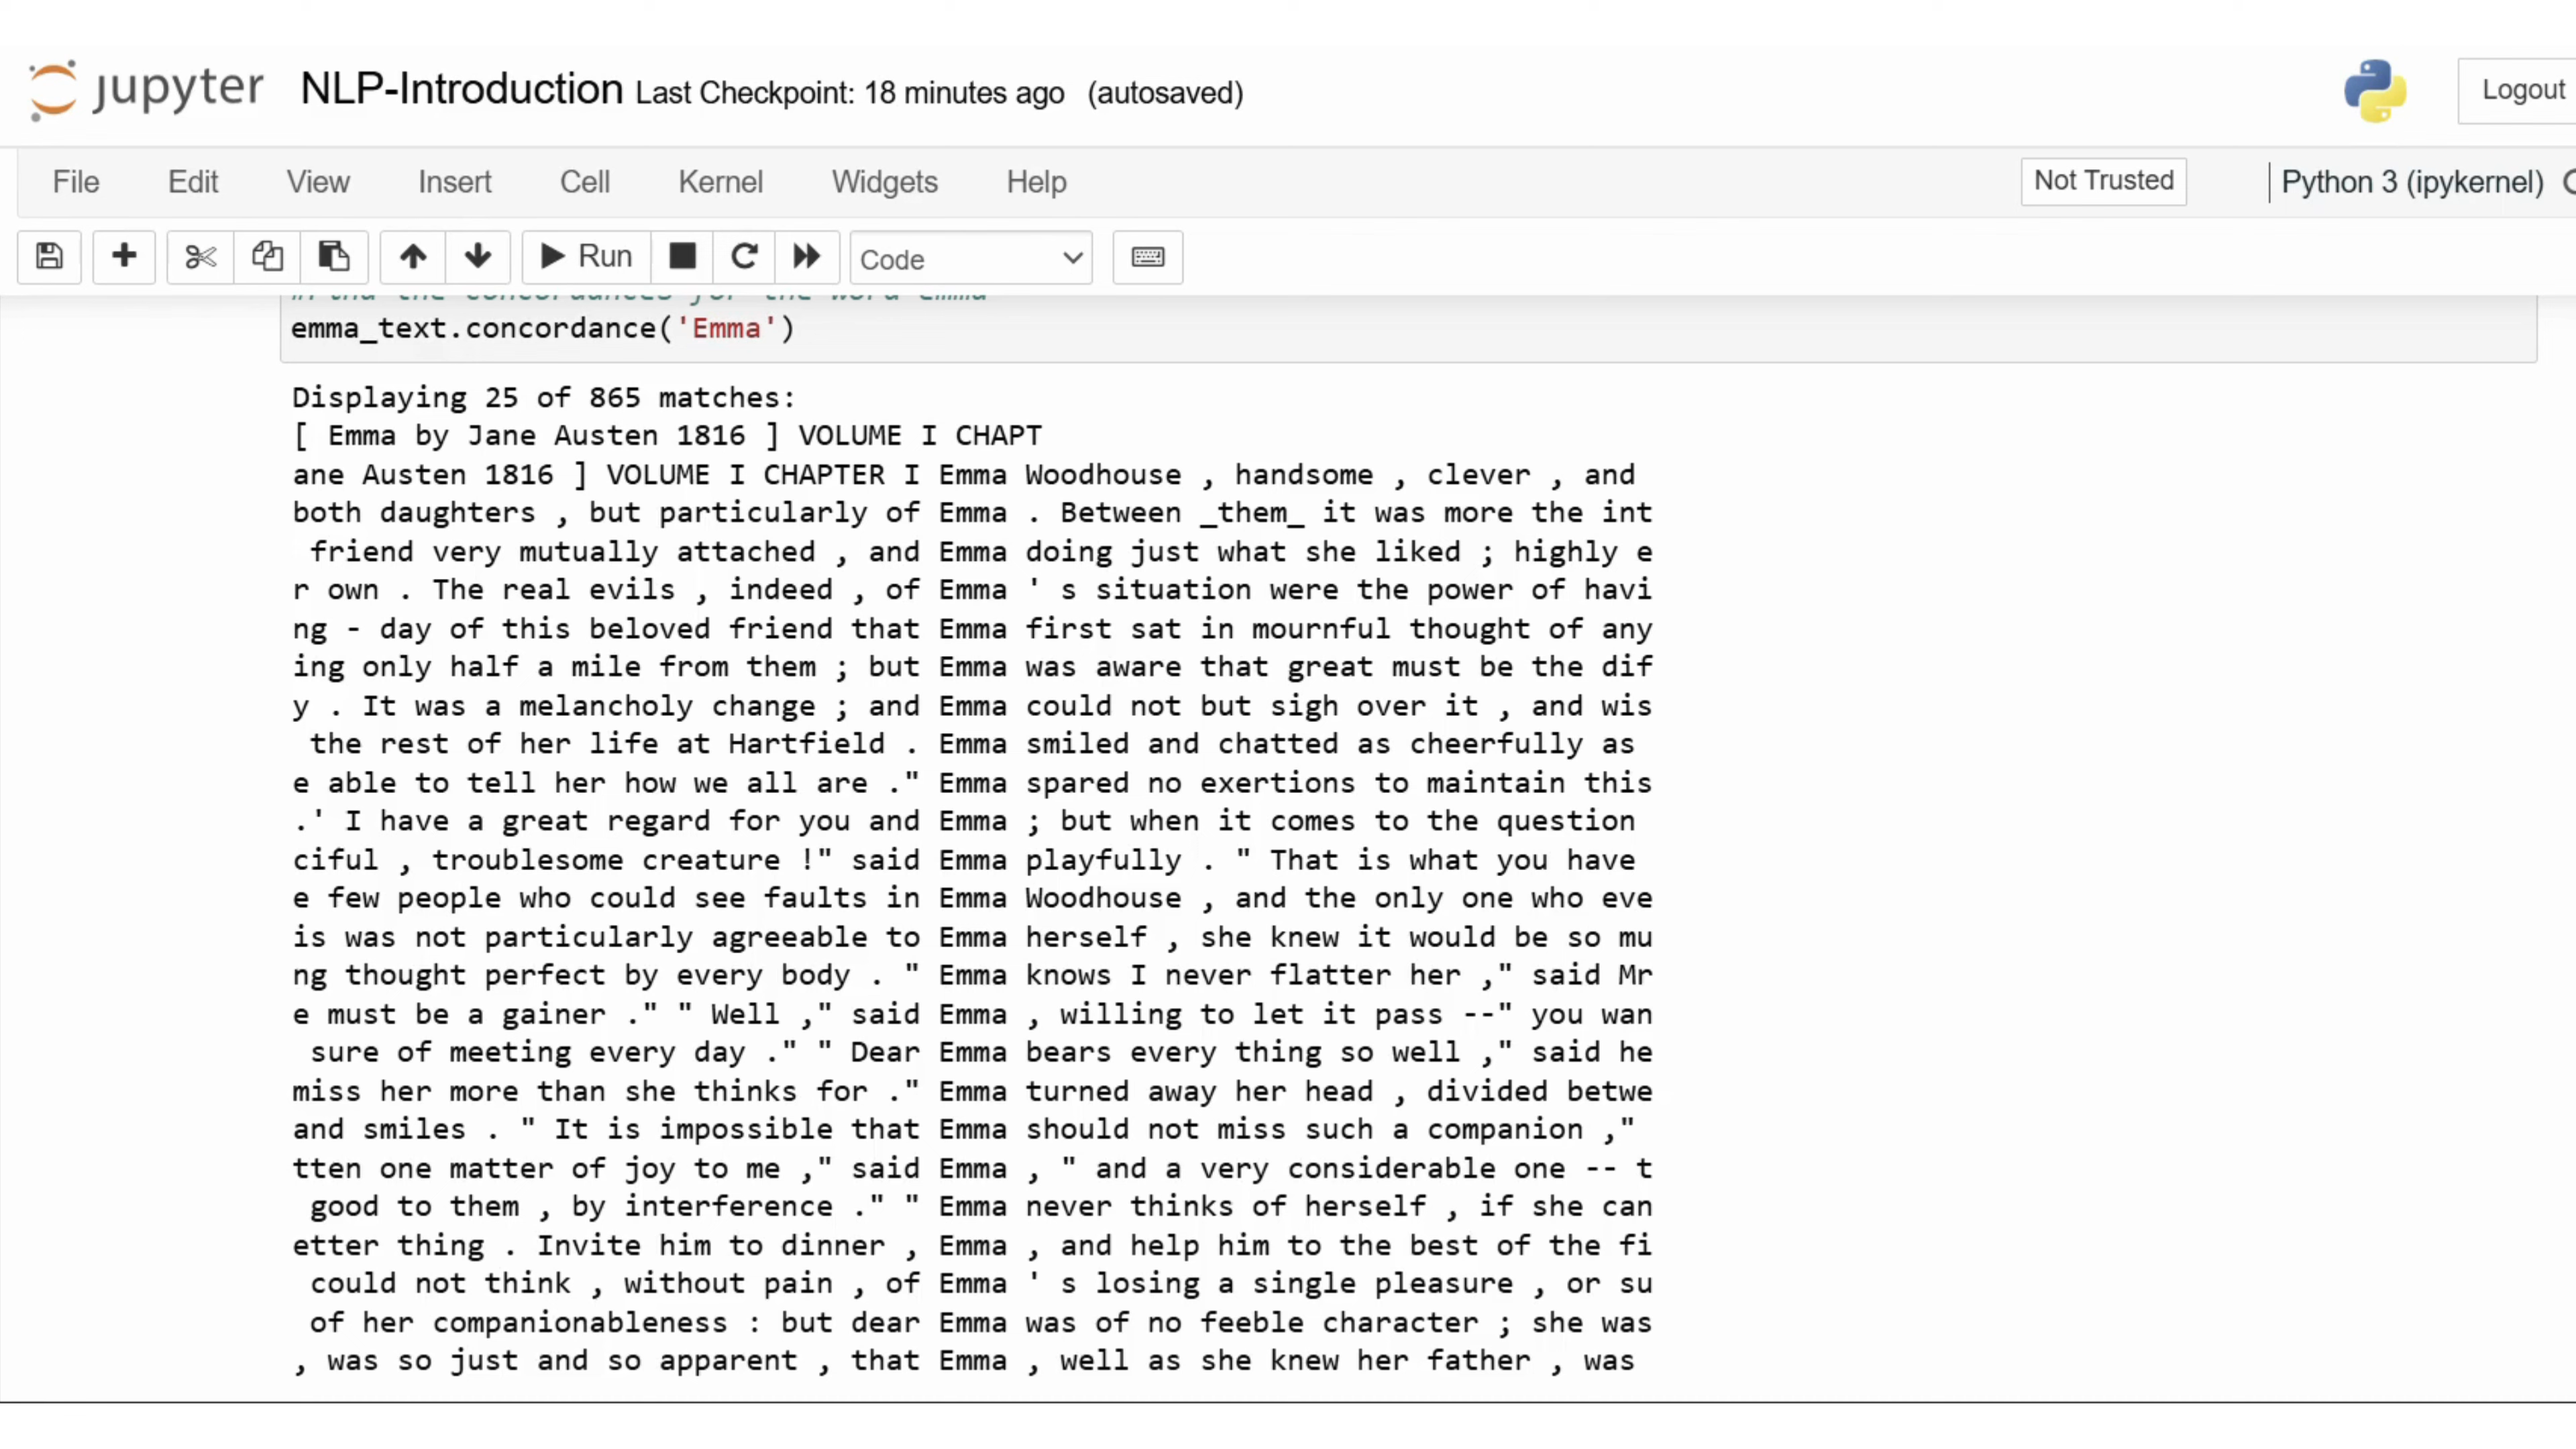 jupyter NLP-Introduction Last Checkpoint: 18 minutes ago (autosaved) Logout
File Edit View Insert Cell Kernel Widgets Help Not Trusted Python 3 (ipykernel)
Run Code
#Find the concordances for the word Emma
emma_text.concordance('Emma')
Displaying 25 of 865 matches:
[ Emma by Jane Austen 1816 ] VOLUME I CHAPT
ane Austen 1816 ] VOLUME I CHAPTER I Emma Woodhouse , handsome , clever , and
both daughters , but particularly of Emma . Between _them_ it was more the int
friend very mutually attached , and Emma doing just what she liked ; highly e
r own . The real evils , indeed , of Emma ' s situation were the power of havi
ng - day of this beloved friend that Emma first sat in mournful thought of any
ing only half a mile from them ; but Emma was aware that great must be the dif
y . It was a melancholy change ; and Emma could not but sigh over it , and wis
the rest of her life at Hartfield . Emma smiled and chatted as cheerfully as
e able to tell her how we all are ." Emma spared no exertions to maintain this
.' I have a great regard for you and Emma ; but when it comes to the question
ciful , troublesome creature !" said Emma playfully . " That is what you have
e few people who could see faults in Emma Woodhouse , and the only one who eve
is was not particularly agreeable to Emma herself , she knew it would be so mu
ng thought perfect by every body . " Emma knows I never flatter her ," said Mr
e must be a gainer ." " Well ," said Emma , willing to let it pass --" you wan
sure of meeting every day ." " Dear Emma bears every thing so well ," said he
miss her more than she thinks for ." Emma turned away her head , divided betwe
and smiles . " It is impossible that Emma should not miss such a companion ,"
tten one matter of joy to me ," said Emma , " and a very considerable one -- t
good to them , by interference ." " Emma never thinks of herself , if she can
etter thing . Invite him to dinner , Emma , and help him to the best of the fi
could not think , without pain , of Emma ' s losing a single pleasure , or su
of her companionableness : but dear Emma was of no feeble character ; she was
, was so just and so apparent , that Emma , well as she knew her father , was